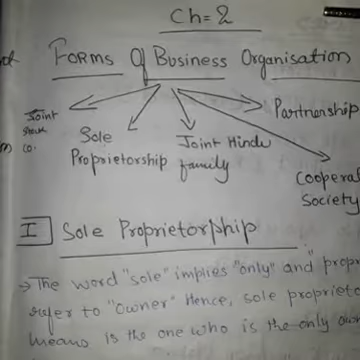 Ch = 2
Forms Of Business Organisation
Joint stock co.
Sole Proprietorship
Joint Hindu family
Partnership
Cooperat
Society
I Sole Proprietorship
→ The word "sole" implies "only" and "propr
refer to "owner" Hence, sole proprieto
means is the one who is the only own